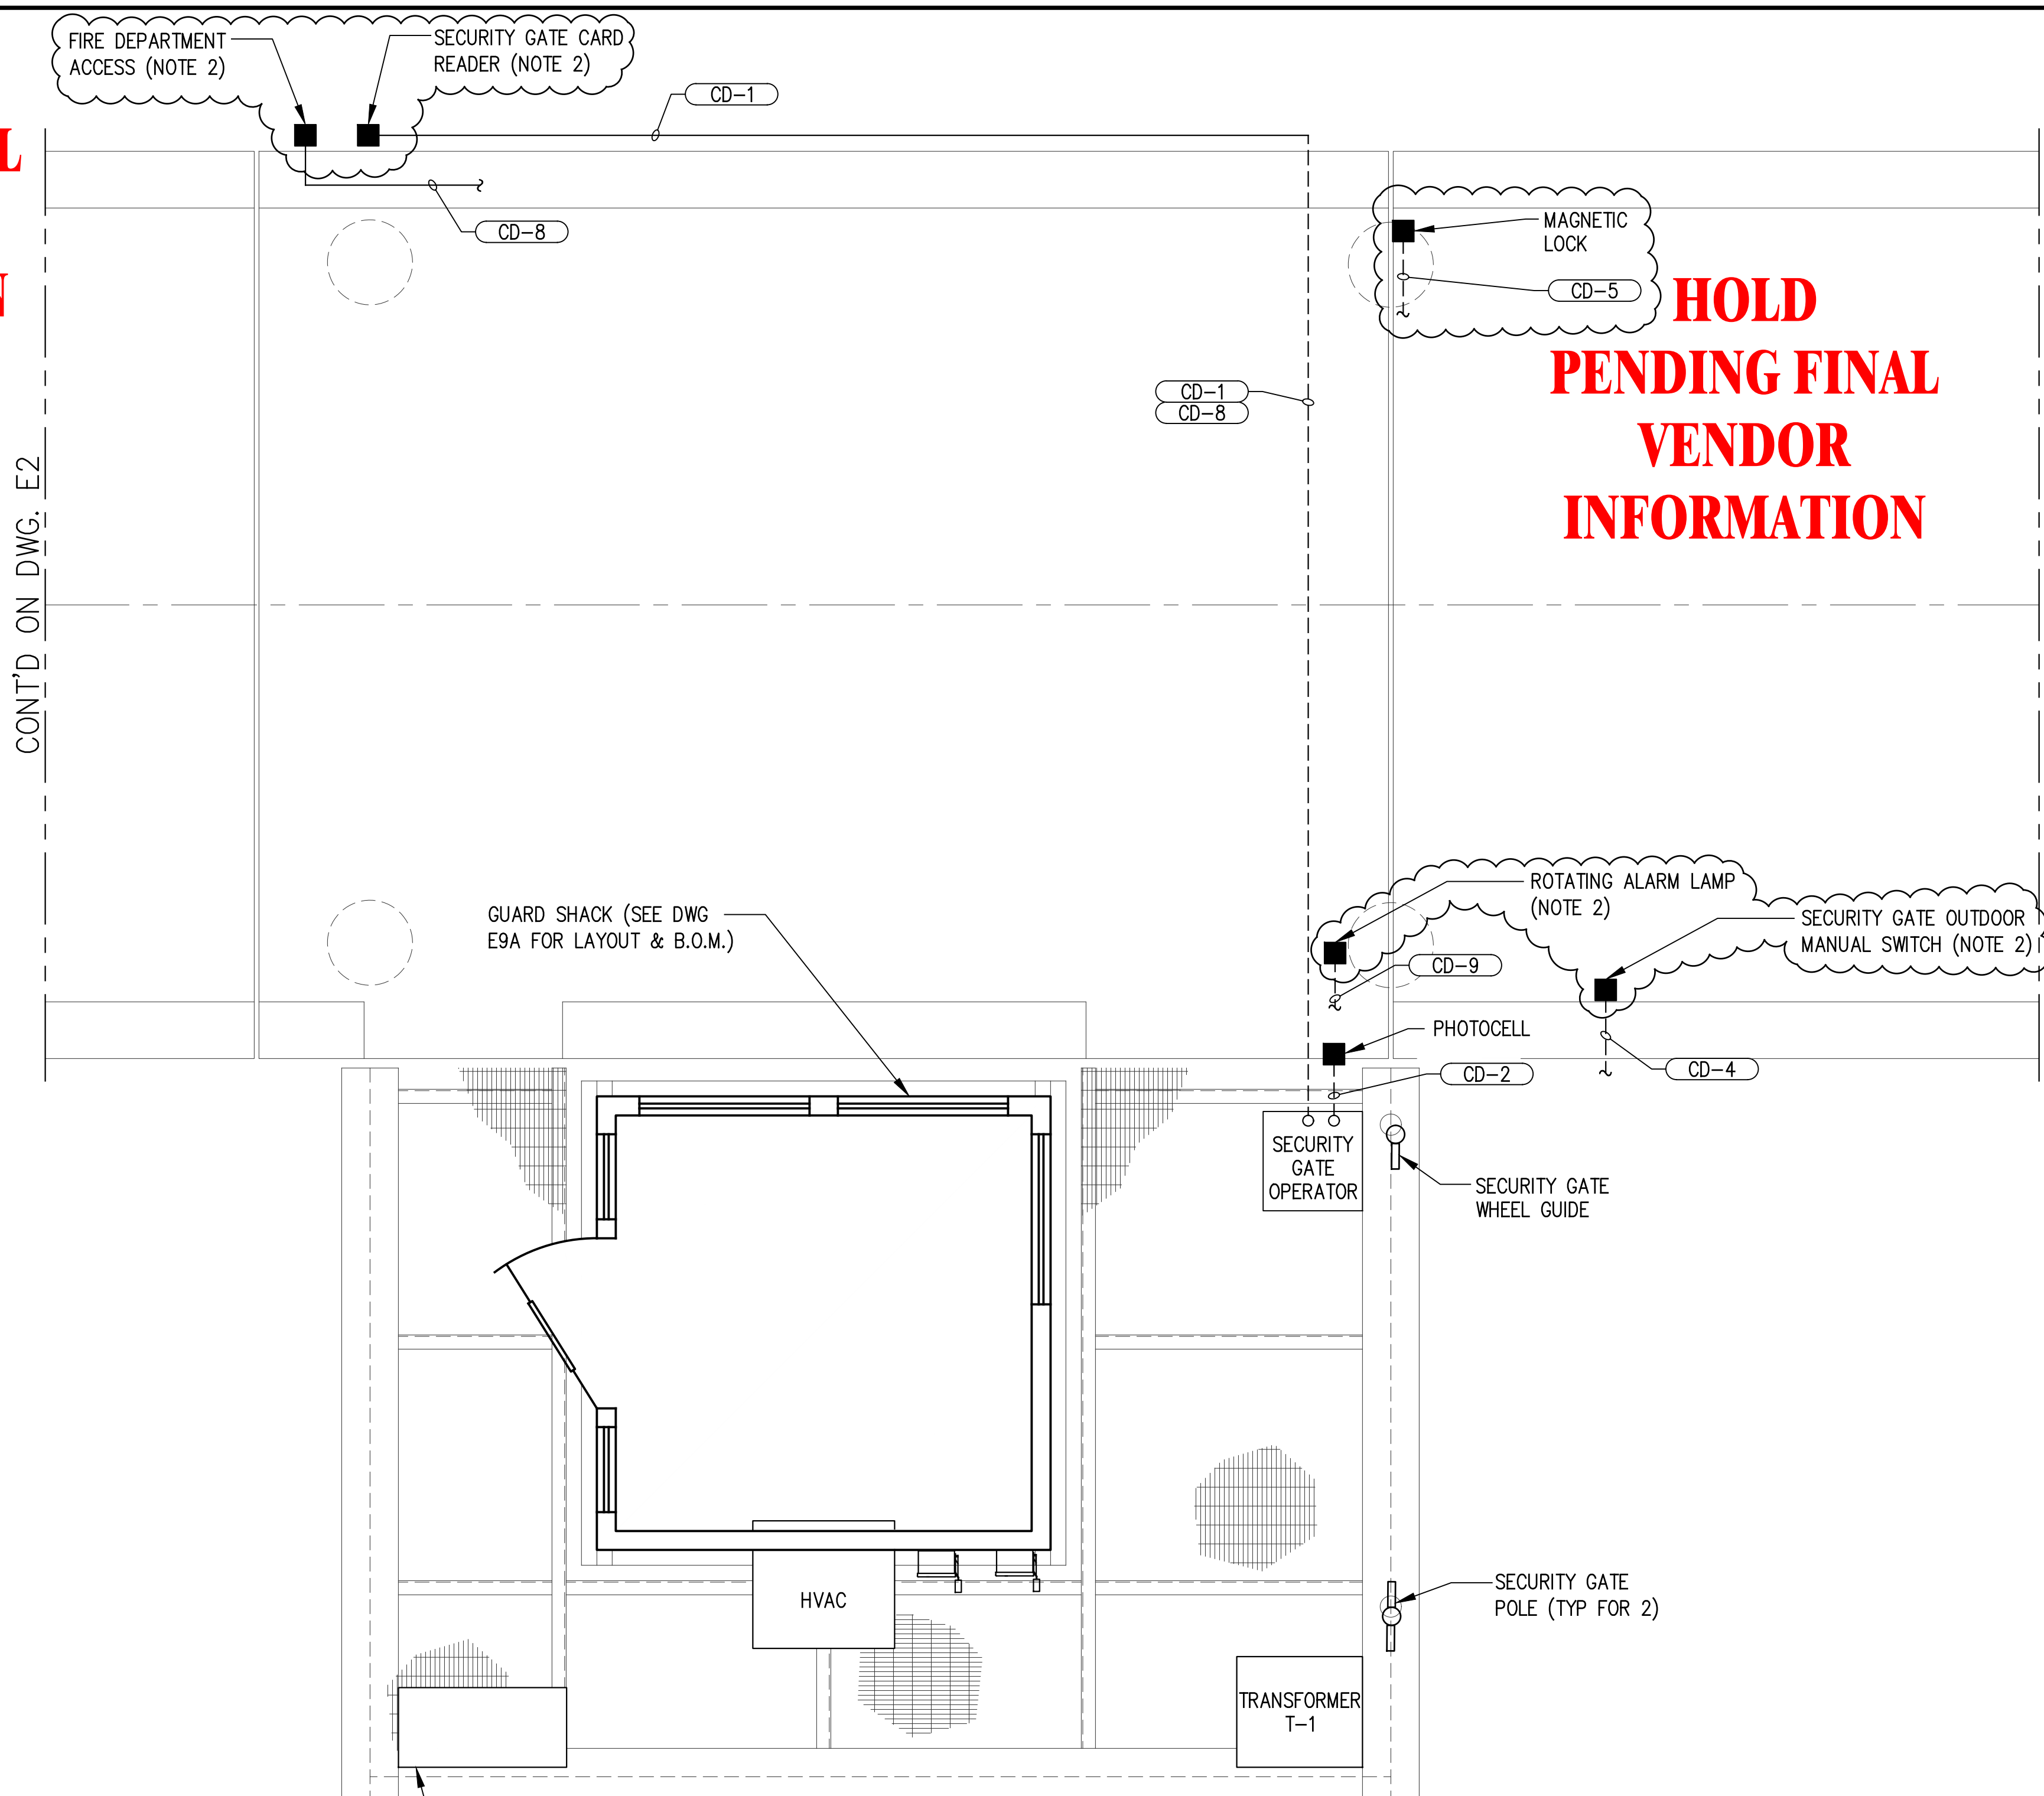 FIRE DEPARTMENT
ACCESS (NOTE 2)
SECURITY GATE CARD
READER (NOTE 2)
CD-1
CD-8
L
N
MAGNETIC
LOCK
CD-5
HOLD
PENDING FINAL
VENDOR
INFORMATION
CD-1
CD-8
CONT'D ON DWG. E2
GUARD SHACK (SEE DWG
E9A FOR LAYOUT & B.O.M.)
ROTATING ALARM LAMP
(NOTE 2)
SECURITY GATE OUTDOOR
MANUAL SWITCH (NOTE 2)
CD-9
PHOTOCELL
CD-2
CD-4
SECURITY
GATE
OPERATOR
SECURITY GATE
WHEEL GUIDE
HVAC
SECURITY GATE
POLE (TYP FOR 2)
TRANSFORMER
T-1